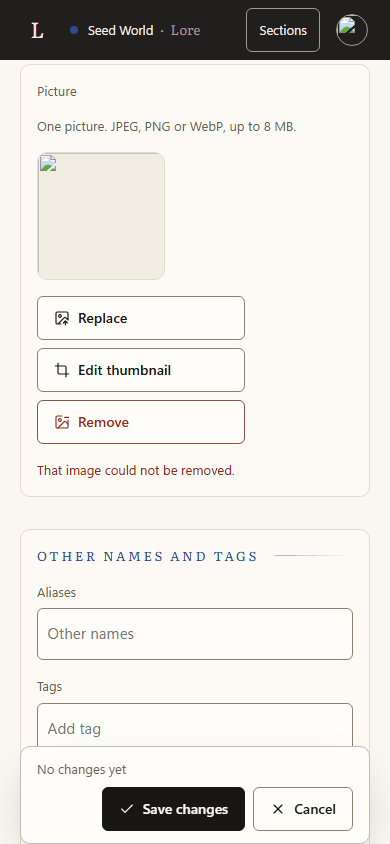 L
Seed World · Lore
Sections
Picture
One picture. JPEG, PNG or WebP, up to 8 MB.
Replace
Edit thumbnail
Remove
That image could not be removed.
OTHER NAMES AND TAGS
Aliases
Other names
Tags
Add tag
No changes yet
Save changes
Cancel